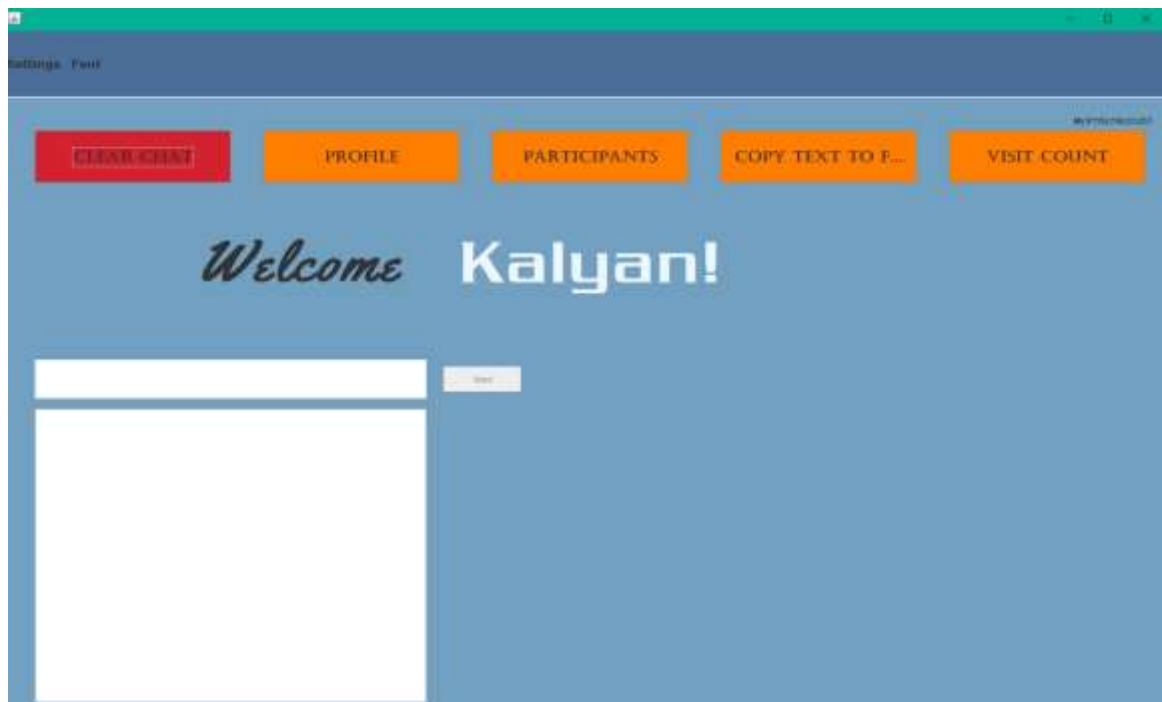 Settings Font
CLEAR CHAT PROFILE PARTICIPANTS COPY TEXT TO F... VISIT COUNT
Welcome Kalyan!